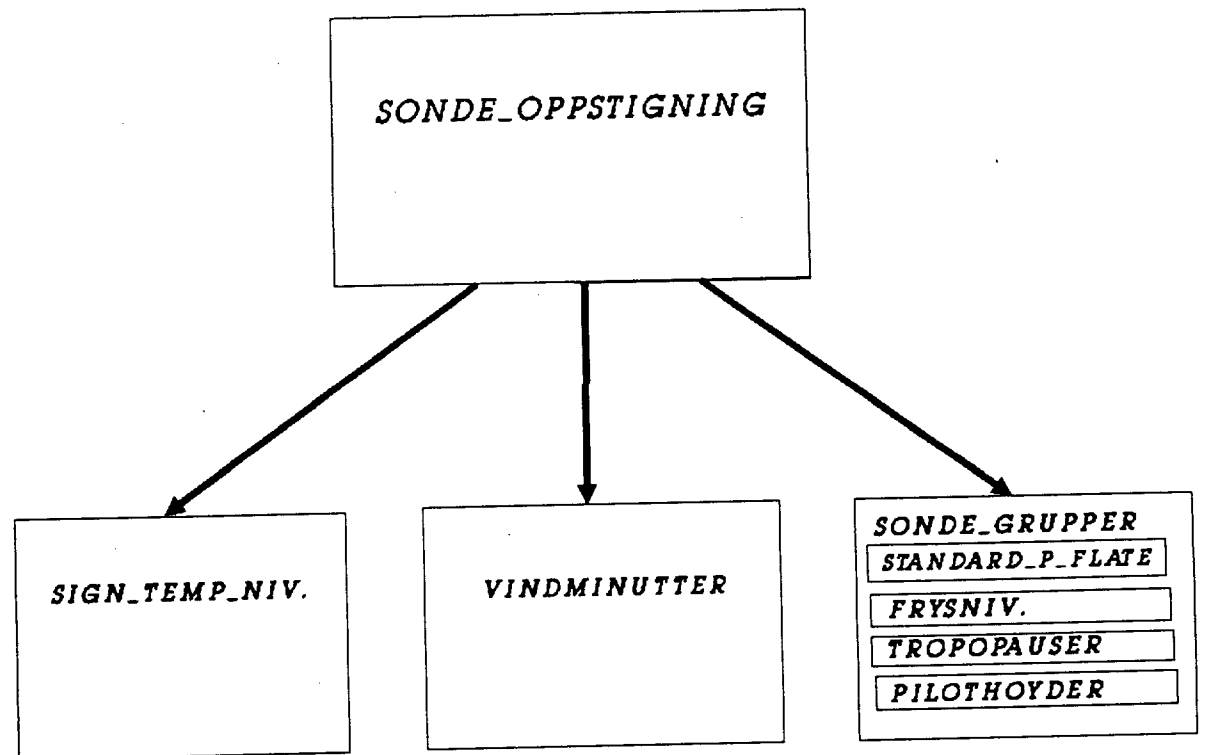 SONDE_OPPSTIGNING
SIGN_TEMP_NIV.
VINDMINUTTER
SONDE_GRUPPER
STANDARD_P_FLATE
FRYSNIV.
TROPOPAUSER
PILOTHOYDER